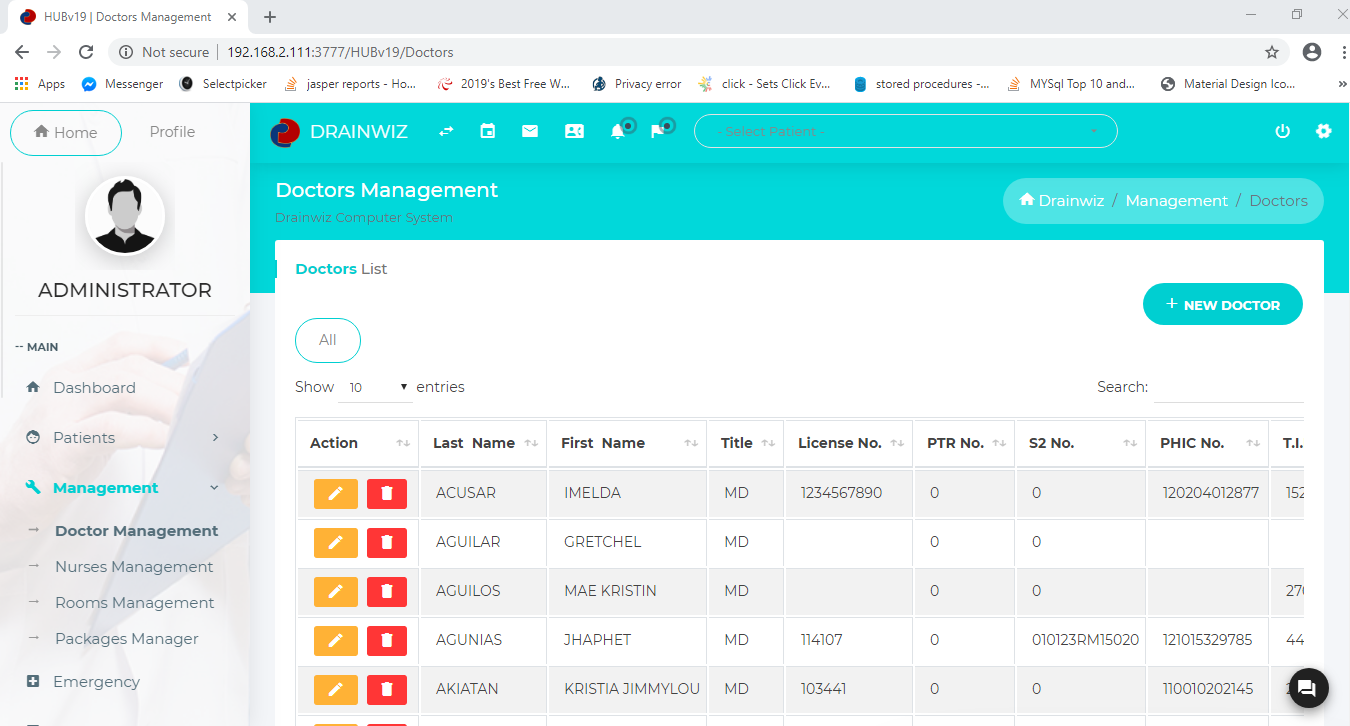 HUBv19 | Doctors Management
Not secure | 192.168.2.111:3777/HUBv19/Doctors
Apps Messenger Selectpicker jasper reports - Ho... 2019's Best Free W... Privacy error click - Sets Click Ev... stored procedures -... MYSql Top 10 and... Material Design Ico... »
Home Profile DRAINWIZ - Select Patient -
Doctors Management
Drainwiz Computer System.
Drainwiz / Management / Doctors
ADMINISTRATOR
-- MAIN
Dashboard
Patients
Management
Doctor Management
Nurses Management
Rooms Management
Packages Manager
Emergency
Doctors List
+ NEW DOCTOR
All
Show 10 entries Search:
Action Last Name First Name Title License No. PTR No. S2 No. PHIC No. T.I.
ACUSAR IMELDA MD 1234567890 0 0 120204012877 152
AGUILAR GRETCHEL MD 0 0
AGUILOS MAE KRISTIN MD 270
AGUNIAS JHAPHET MD 114107 0 010123RM15020 121015329785 44
AKIATAN KRISTIA JIMMYLOU MD 103441 0 0 110010202145